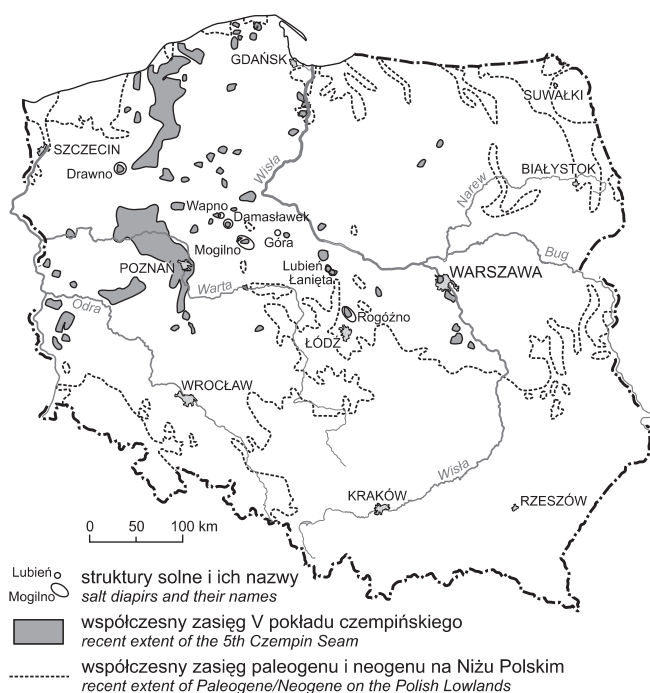 GDAŃSK
SUWAŁKI
SZCZECIN
Drawno
Wisła
BIAŁYSTOK
Narew
Wapno
Damasławek
Mogilno
Góra
Bug
POZNAŃ
Lubień
Łanięta
WARSZAWA
Warta
Odra
Rogóźno
ŁÓDŹ
WROCŁAW
Wisła
KRAKÓW
RZESZÓW
0 50 100 km
Lubień
struktury solne i ich nazwy
Mogilno
salt diapirs and their names
współczesny zasięg V pokładu czempińskiego
recent extent of the 5th Czempin Seam
współczesny zasięg paleogenu i neogenu na Niżu Polskim
recent extent of Paleogene/Neogene on the Polish Lowlands